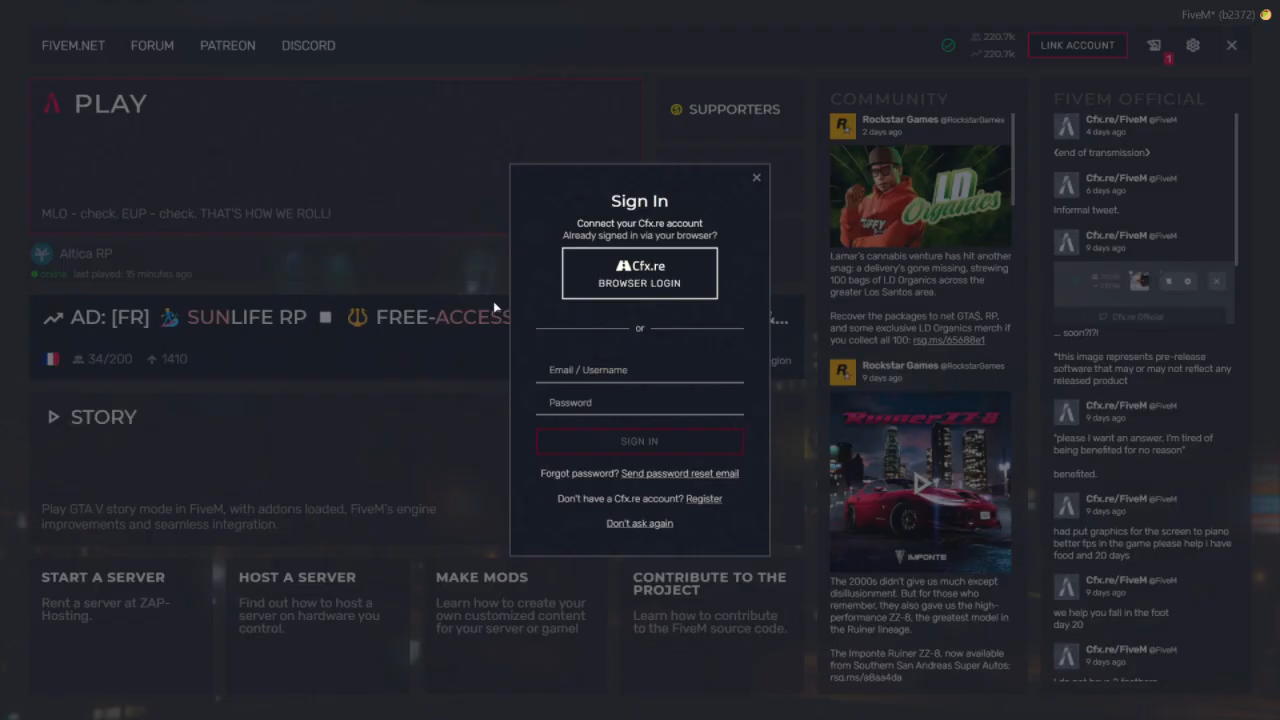 FiveM* (b2372)
FIVEM.NET FORUM PATREON DISCORD
220.7k
220.7k
LINK ACCOUNT
1
PLAY
MLO - check. EUP - check. THAT'S HOW WE ROLL!
SUPPORTERS
Altica RP
online last played: 15 minutes ago
AD: [FR] SUNLIFE RP FREE-ACCESS
34/200 1410
STORY
Play GTA V story mode in FiveM, with addons loaded, FiveM's engine
improvements and seamless integration.
START A SERVER
Rent a server at ZAP-
Hosting.
HOST A SERVER
Find out how to host a
server on hardware you
control.
MAKE MODS
Learn how to create your
own customized content
for your server or game!
CONTRIBUTE TO THE
PROJECT
Learn how to contribute
to the FiveM source code.
Sign In
Connect your Cfx.re account
Already signed in via your browser?
Cfx.re
BROWSER LOGIN
or
Email / Username
Password
SIGN IN
Forgot password? Send password reset email
Don't have a Cfx.re account? Register
Don't ask again
COMMUNITY
Rockstar Games @RockstarGames
2 days ago
LD
Organics
Lamar's cannabis venture has hit another
snag: a delivery's gone missing, strewing
100 bags of LD Organics across the
greater Los Santos area.
Recover the packages to net GTA$, RP,
and some exclusive LD Organics merch if
you collect all 100: rsg.ms/65688e1
Rockstar Games @RockstarGames
9 days ago
Ruiner ZZ-8
IMPONTE
The 2000s didn't give us much except
disillusionment. But for those who
remember, they also gave us the high-
performance ZZ-8, the greatest model in
the Ruiner lineage.
The Imponte Ruiner ZZ-8, now available
from Southern San Andreas Super Autos:
rsg.ms/a8aa4da
FIVEM OFFICIAL
Cfx.re/FiveM @FiveM
4 days ago
<end of transmission>
Cfx.re/FiveM @FiveM
6 days ago
Informal tweet.
Cfx.re/FiveM @FiveM
9 days ago
Cfx.re Official
... soon?!?!
*this image represents pre-release
software that may or may not reflect any
released product
Cfx.re/FiveM @FiveM
9 days ago
"please I want an answer, I'm tired of
being benefited for no reason"
benefited.
Cfx.re/FiveM @FiveM
9 days ago
had put graphics for the screen to piano
better fps in the game please help i have
food and 20 days
Cfx.re/FiveM @FiveM
9 days ago
we help you fall in the foot
day 20
Cfx.re/FiveM @FiveM
9 days ago